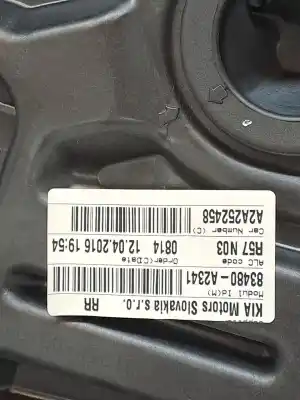 KIA Motors Slovakia s.r.o. RR
Modul Id(M)
83480-A2341
ALC code Order(Date
R57 N03 0814 12.04.2016 19:54
Car Number (C)
A2A252458